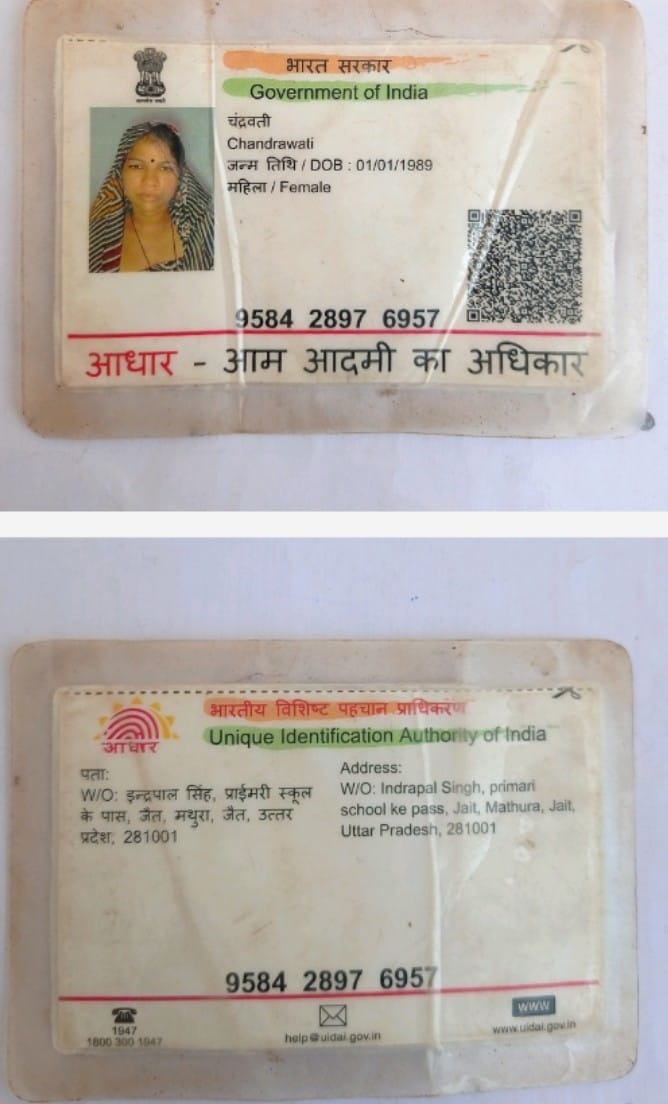 भारत सरकार
Government of India
चंद्रवती
Chandrawati
जन्म तिथि / DOB : 01/01/1989
महिला / Female
9584 2897 6957
आधार - आम आदमी का अधिकार
भारतीय विशिष्ट पहचान प्राधिकरण
Unique Identification Authority of India
आधार
पता:
W/O: इन्द्रपाल सिंह, प्राईमरी स्कूल
के पास, जैत, मथुरा, जैत, उत्तर
प्रदेश, 281001
Address:
W/O: Indrapal Singh, primari
school ke pass, Jait, Mathura, Jait,
Uttar Pradesh, 281001
9584 2897 6957
1947
1800 300 1947
help@uidai.gov.in
www
www.uidai.gov.in